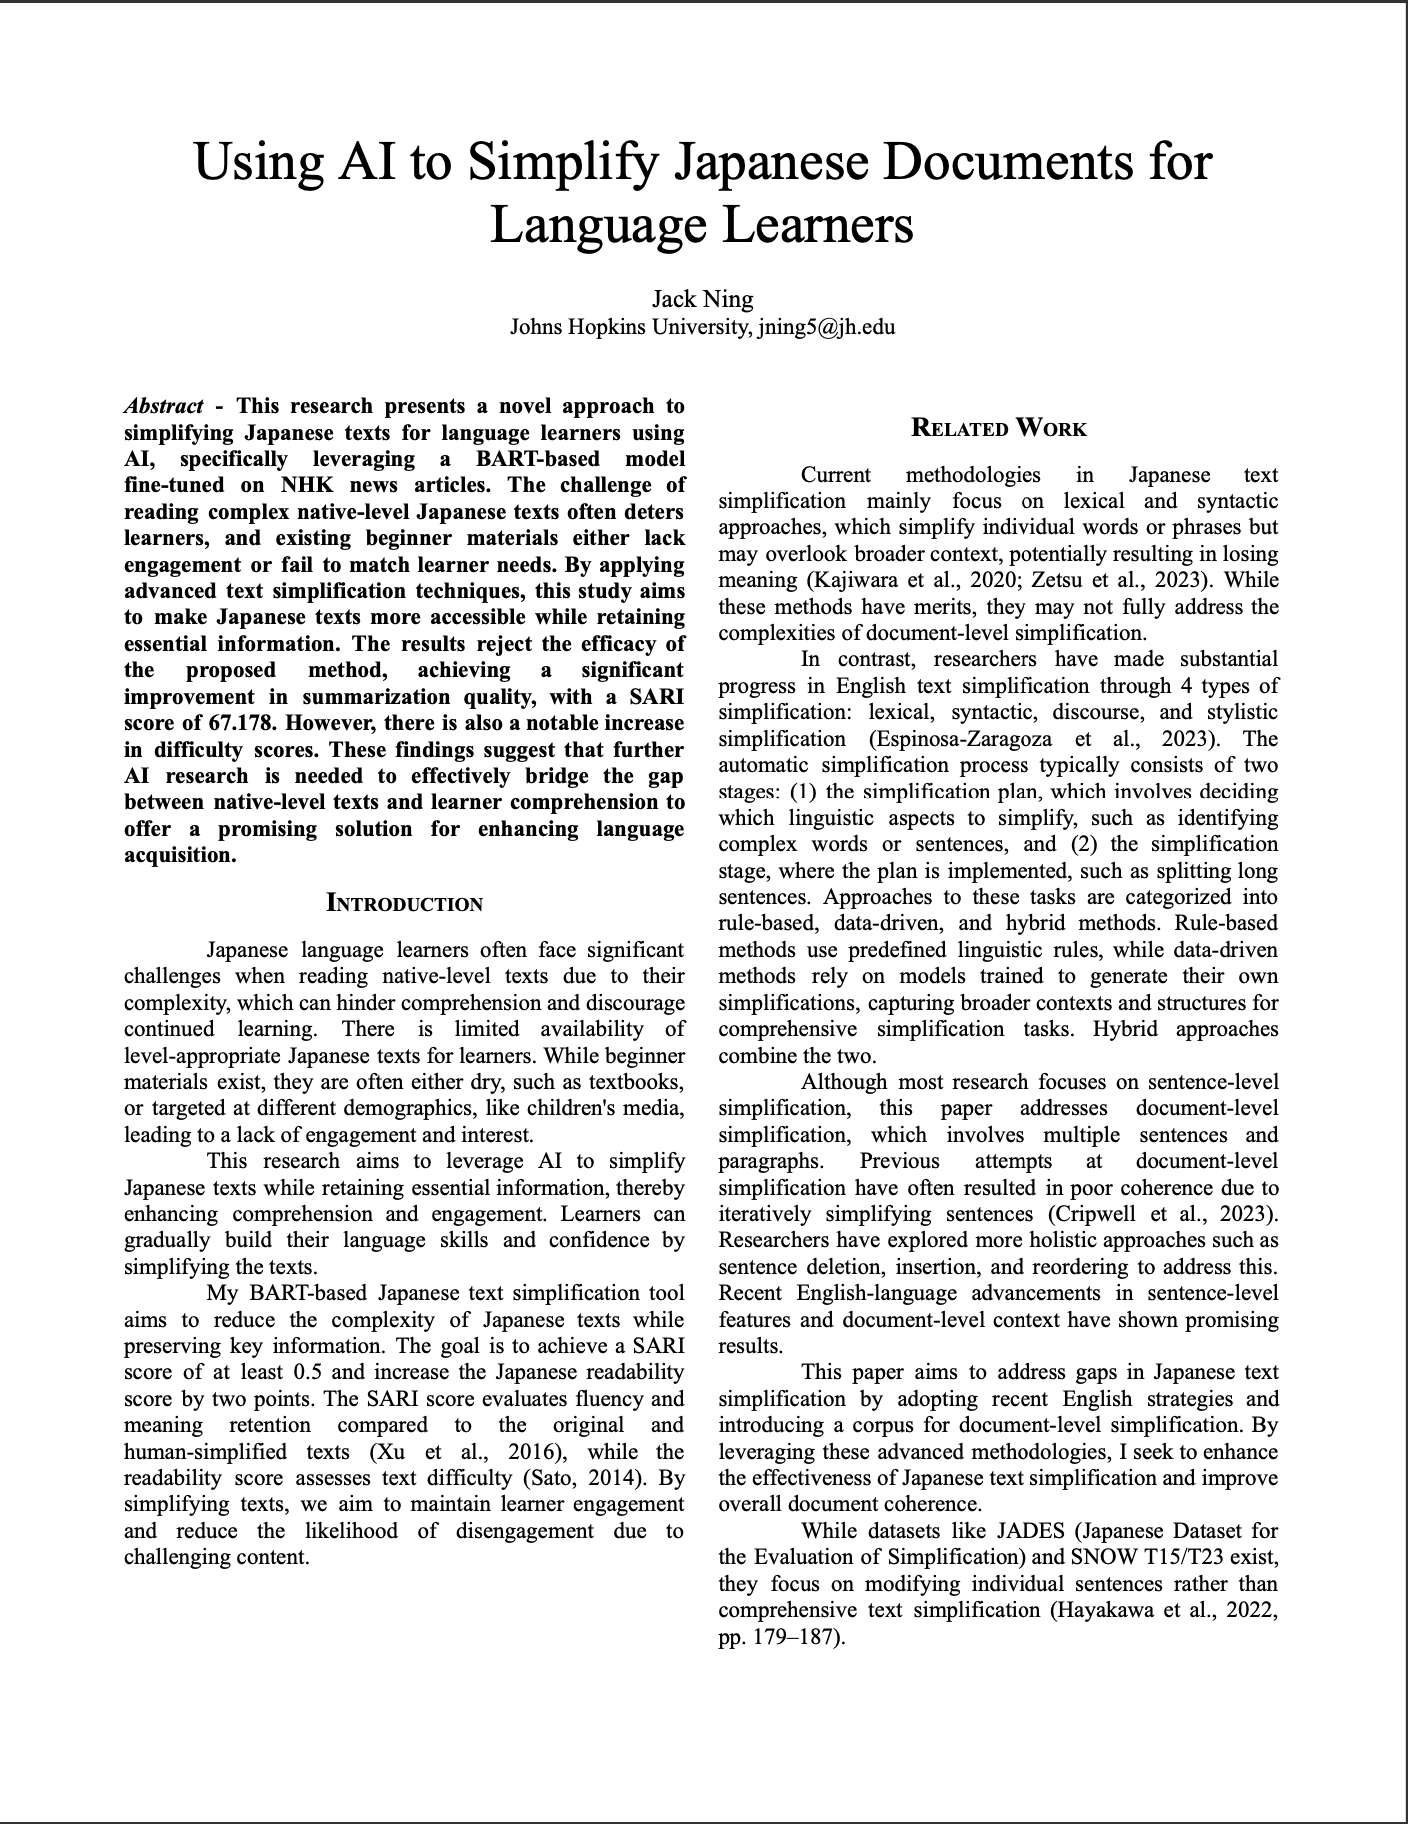 Using AI to Simplify Japanese Documents for
Language Learners
Jack Ning
Johns Hopkins University, jning5@jh.edu
Abstract - This research presents a novel approach to
simplifying Japanese texts for language learners using
AI, specifically leveraging a BART-based model
fine-tuned on NHK news articles. The challenge of
reading complex native-level Japanese texts often deters
learners, and existing beginner materials either lack
engagement or fail to match learner needs. By applying
advanced text simplification techniques, this study aims
to make Japanese texts more accessible while retaining
essential information. The results reject the efficacy of
the proposed method, achieving a significant
improvement in summarization quality, with a SARI
score of 67.178. However, there is also a notable increase
in difficulty scores. These findings suggest that further
AI research is needed to effectively bridge the gap
between native-level texts and learner comprehension to
offer a promising solution for enhancing language
acquisition.
INTRODUCTION
Japanese language learners often face significant
challenges when reading native-level texts due to their
complexity, which can hinder comprehension and discourage
continued learning. There is limited availability of
level-appropriate Japanese texts for learners. While beginner
materials exist, they are often either dry, such as textbooks,
or targeted at different demographics, like children's media,
leading to a lack of engagement and interest.
This research aims to leverage AI to simplify
Japanese texts while retaining essential information, thereby
enhancing comprehension and engagement. Learners can
gradually build their language skills and confidence by
simplifying the texts.
My BART-based Japanese text simplification tool
aims to reduce the complexity of Japanese texts while
preserving key information. The goal is to achieve a SARI
score of at least 0.5 and increase the Japanese readability
score by two points. The SARI score evaluates fluency and
meaning retention compared to the original and
human-simplified texts (Xu et al., 2016), while the
readability score assesses text difficulty (Sato, 2014). By
simplifying texts, we aim to maintain learner engagement
and reduce the likelihood of disengagement due to
challenging content.
RELATED WORK
Current methodologies in Japanese text
simplification mainly focus on lexical and syntactic
approaches, which simplify individual words or phrases but
may overlook broader context, potentially resulting in losing
meaning (Kajiwara et al., 2020; Zetsu et al., 2023). While
these methods have merits, they may not fully address the
complexities of document-level simplification.
In contrast, researchers have made substantial
progress in English text simplification through 4 types of
simplification: lexical, syntactic, discourse, and stylistic
simplification (Espinosa-Zaragoza et al., 2023). The
automatic simplification process typically consists of two
stages: (1) the simplification plan, which involves deciding
which linguistic aspects to simplify, such as identifying
complex words or sentences, and (2) the simplification
stage, where the plan is implemented, such as splitting long
sentences. Approaches to these tasks are categorized into
rule-based, data-driven, and hybrid methods. Rule-based
methods use predefined linguistic rules, while data-driven
methods rely on models trained to generate their own
simplifications, capturing broader contexts and structures for
comprehensive simplification tasks. Hybrid approaches
combine the two.
Although most research focuses on sentence-level
simplification, this paper addresses document-level
simplification, which involves multiple sentences and
paragraphs. Previous attempts at document-level
simplification have often resulted in poor coherence due to
iteratively simplifying sentences (Cripwell et al., 2023).
Researchers have explored more holistic approaches such as
sentence deletion, insertion, and reordering to address this.
Recent English-language advancements in sentence-level
features and document-level context have shown promising
results.
This paper aims to address gaps in Japanese text
simplification by adopting recent English strategies and
introducing a corpus for document-level simplification. By
leveraging these advanced methodologies, I seek to enhance
the effectiveness of Japanese text simplification and improve
overall document coherence.
While datasets like JADES (Japanese Dataset for
the Evaluation of Simplification) and SNOW T15/T23 exist,
they focus on modifying individual sentences rather than
comprehensive text simplification (Hayakawa et al., 2022,
pp. 179–187).